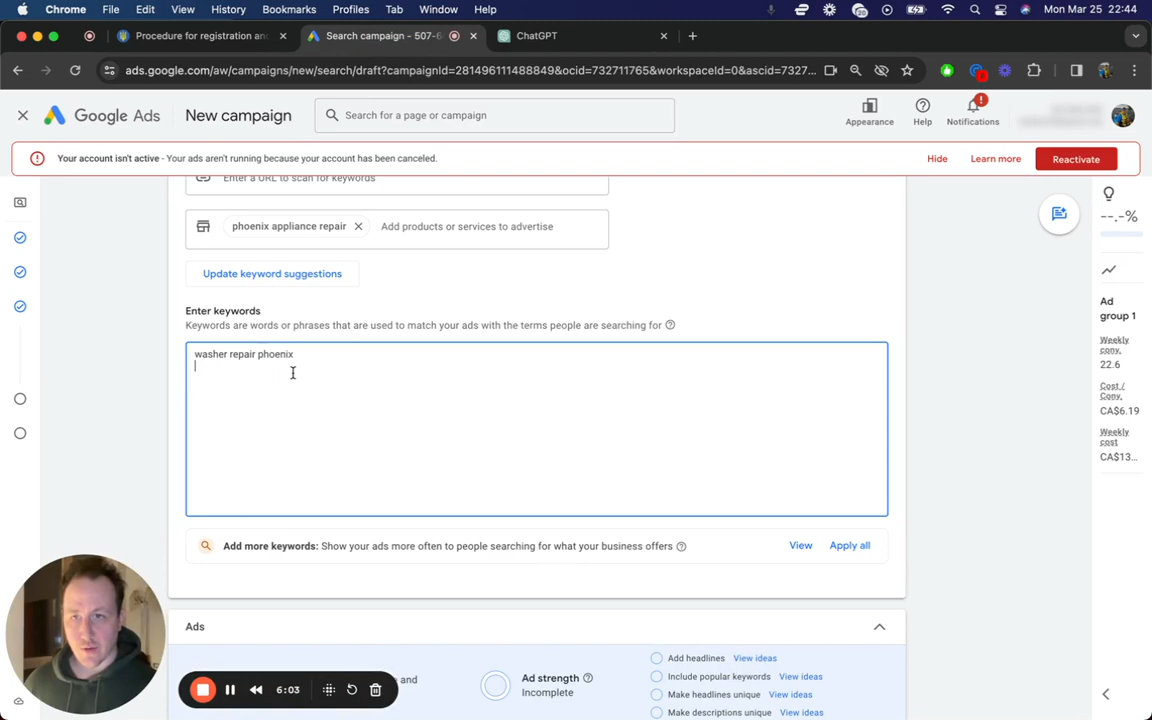 Chrome File Edit View History Bookmarks Profiles Tab Window Help
20
Mon Mar 25 22:44
Procedure for registration an
Search campaign - 507-6
ChatGPT
ads.google.com/aw/campaigns/new/search/draft?campaignId=281496111488849&ocid=732711765&workspaceId=0&ascid=7327...
Google Ads
New campaign
Search for a page or campaign
Appearance
Help
Notifications
Your account isn't active - Your ads aren't running because your account has been canceled.
Hide
Learn more
Reactivate
Enter a URL to scan for keywords
phoenix appliance repair
Add products or services to advertise
Update keyword suggestions
Enter keywords
Keywords are words or phrases that are used to match your ads with the terms people are searching for
washer repair phoenix
Add more keywords: Show your ads more often to people searching for what your business offers
View
Apply all
Ads
and
Ad strength
Incomplete
Add headlines View ideas
Include popular keywords View ideas
Make headlines unique View ideas
Make descriptions unique View ideas
6:03
--.-%
Ad
group 1
Weekly
conv.
22.6
Cost /
Conv.
CA$6.19
Weekly
cost
CA$13...